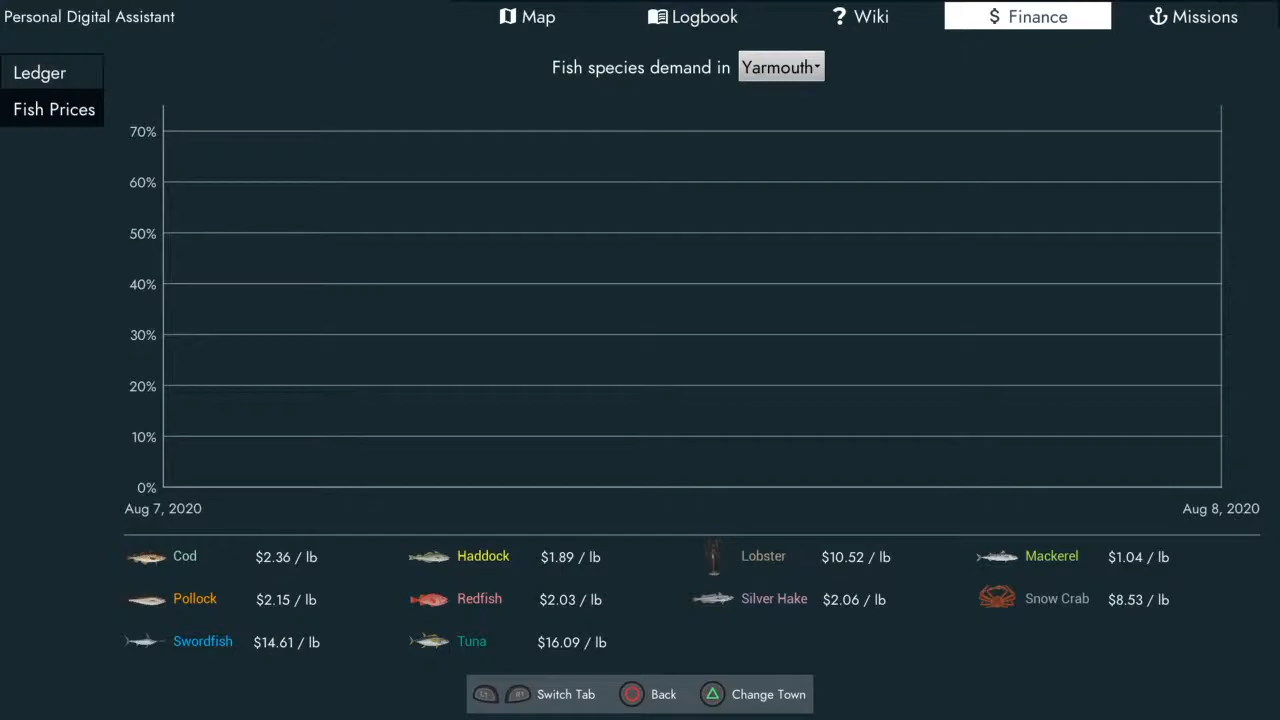 Personal Digital Assistant
Map
Logbook
Wiki
$ Finance
Missions
Ledger
Fish Prices
Fish species demand in Yarmouth
70%
60%
50%
40%
30%
20%
10%
0%
Aug 7, 2020
Aug 8, 2020
Cod $2.36 / lb
Haddock $1.89 / lb
Lobster $10.52 / lb
Mackerel $1.04 / lb
Pollock $2.15 / lb
Redfish $2.03 / lb
Silver Hake $2.06 / lb
Snow Crab $8.53 / lb
Swordfish $14.61 / lb
Tuna $16.09 / lb
Switch Tab
Back
Change Town